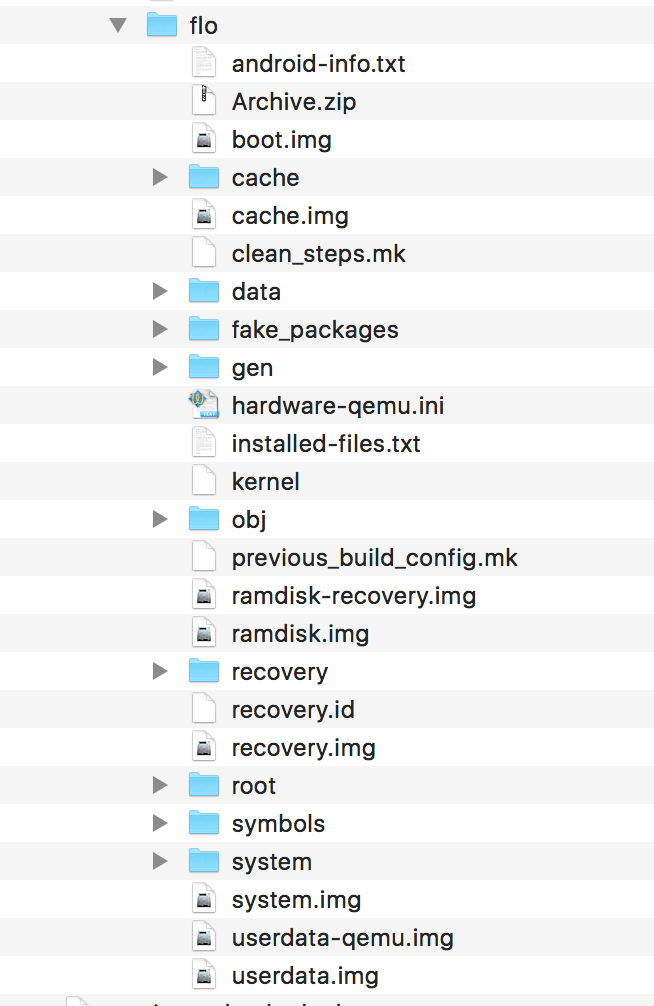 flo
android-info.txt
Archive.zip
boot.img
cache
cache.img
clean_steps.mk
data
fake_packages
gen
hardware-qemu.ini
installed-files.txt
kernel
obj
previous_build_config.mk
ramdisk-recovery.img
ramdisk.img
recovery
recovery.id
recovery.img
root
symbols
system
system.img
userdata-qemu.img
userdata.img